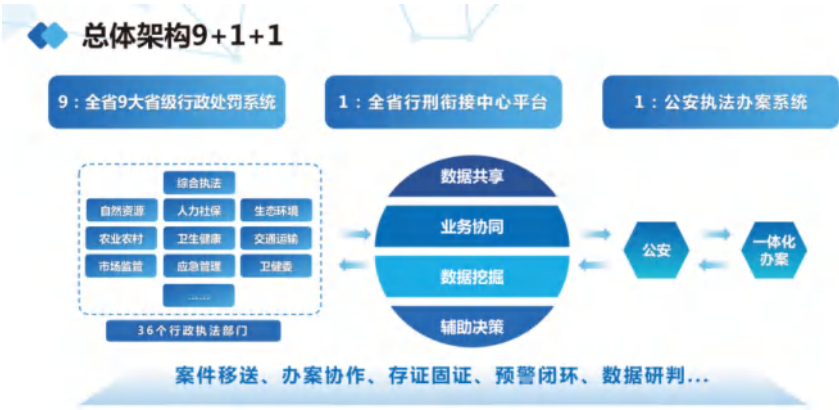 总体架构9+1+1
9：全省9大省级行政处罚系统
1：全省行刑衔接中心平台
1：公安执法办案系统
综合执法
自然资源 人力社保 生态环境
农业农村 卫生健康 交通运输
市场监管 应急管理 卫健委
......
36个行政执法部门
数据共享
业务协同
数据挖掘
辅助决策
公安
一体化
办案
案件移送、办案协作、存证固证、预警闭环、数据研判...